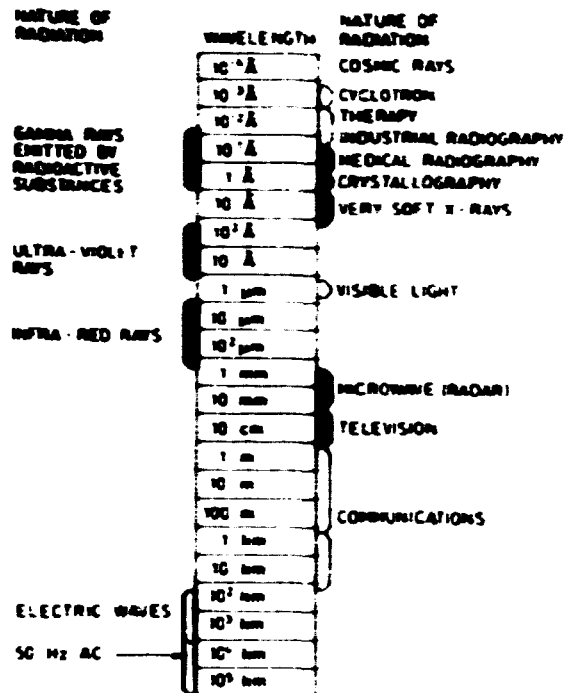 NATURE OF
RADIATION
WAVELENGTH
NATURE OF
RADIATION
10⁻⁴ Å
COSMIC RAYS
10⁻³ Å
CYCLOTRON
10⁻² Å
THERAPY
INDUSTRIAL RADIOGRAPHY
GAMMA RAYS
EMITTED BY
RADIOACTIVE
SUBSTANCES
10⁻¹ Å
MEDICAL RADIOGRAPHY
1 Å
CRYSTALLOGRAPHY
10 Å
VERY SOFT X-RAYS
10² Å
ULTRA-VIOLET
RAYS
10 Å
1 µm
VISIBLE LIGHT
10 µm
INFRA-RED RAYS
10² µm
1 mm
MICROWAVE (RADAR)
10 mm
10 cm
TELEVISION
1 m
10 m
100 m
COMMUNICATIONS
1 km
10 km
10² km
ELECTRIC WAVES
10³ km
50 Hz AC
10⁴ km
10⁵ km